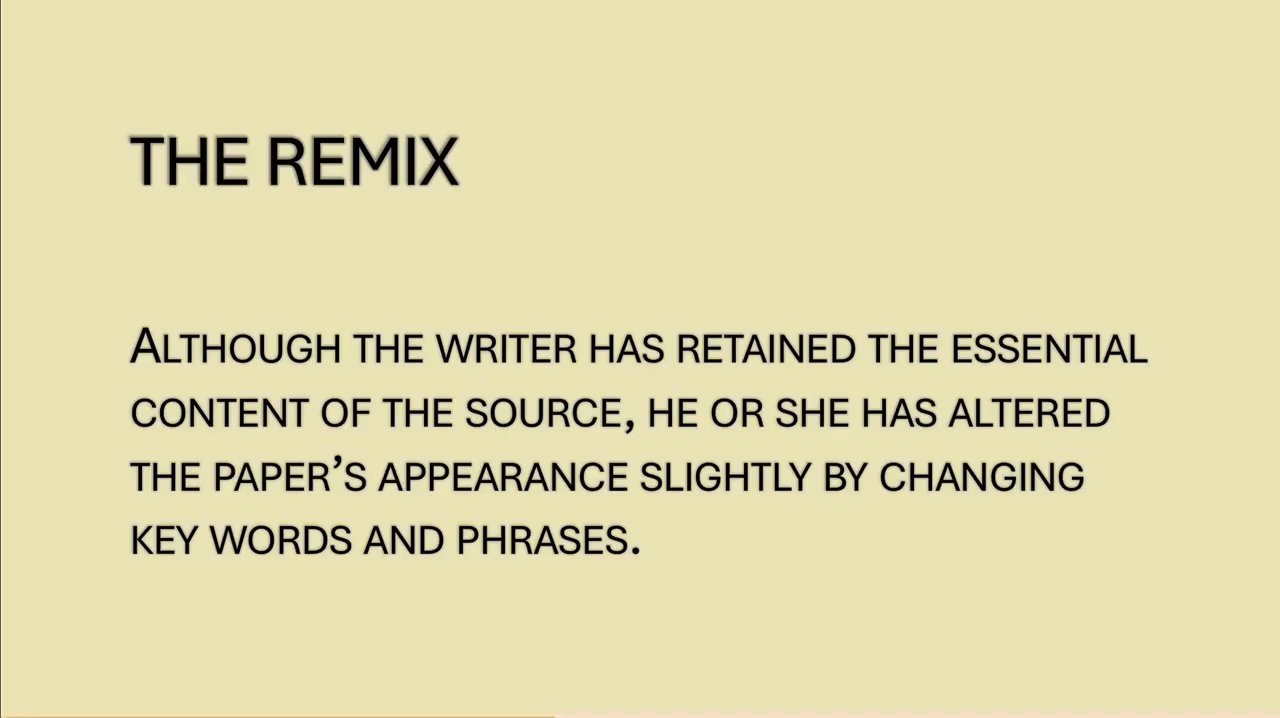 THE REMIX
ALTHOUGH THE WRITER HAS RETAINED THE ESSENTIAL
CONTENT OF THE SOURCE, HE OR SHE HAS ALTERED
THE PAPER’S APPEARANCE SLIGHTLY BY CHANGING
KEY WORDS AND PHRASES.